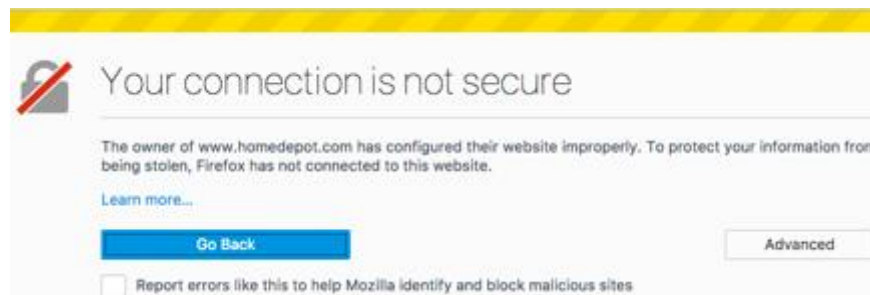 Your connection is not secure
The owner of www.homedepot.com has configured their website improperly. To protect your information from
being stolen, Firefox has not connected to this website.
Learn more...
Go Back
Advanced
Report errors like this to help Mozilla identify and block malicious sites